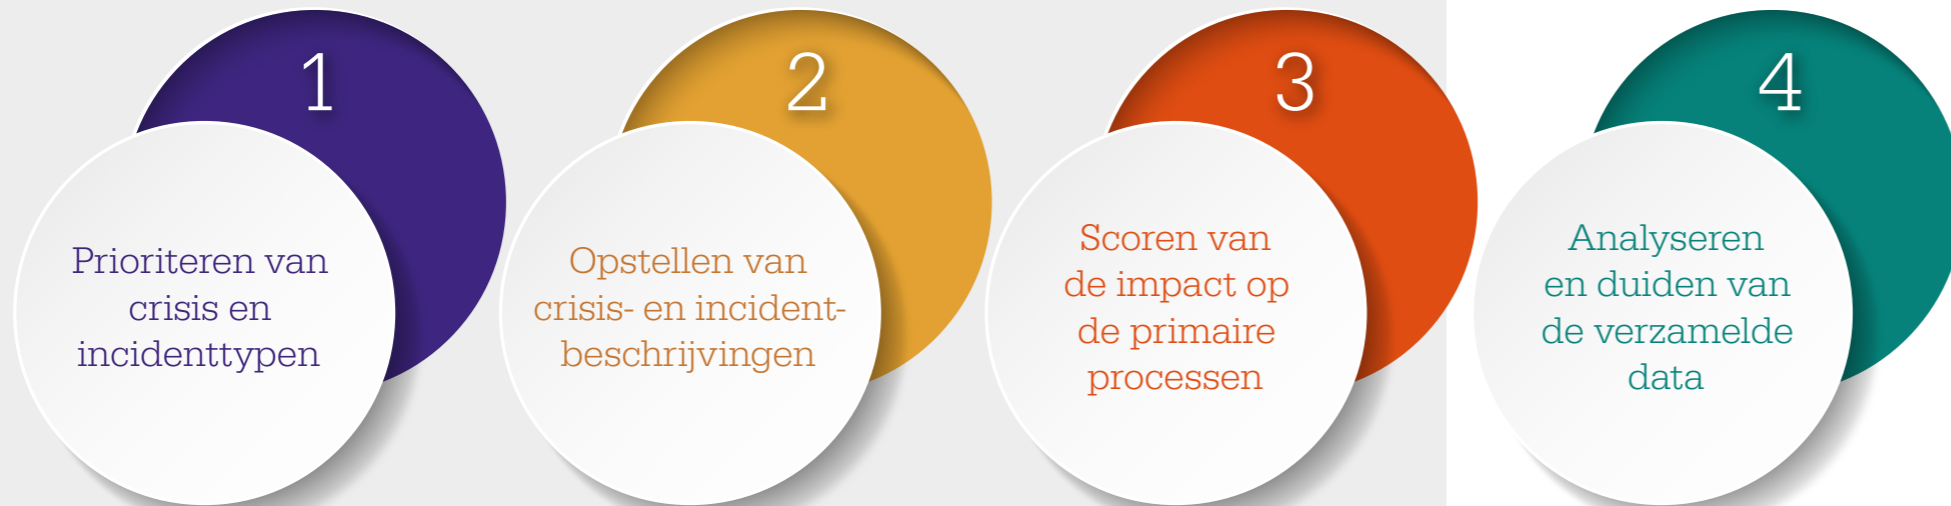 1
Prioriteren van
crisis en
incidenttypen
2
Opstellen van
crisis- en incident-
beschrijvingen
3
Scoren van
de impact op
de primaire
processen
4
Analyseren
en duiden van
de verzamelde
data